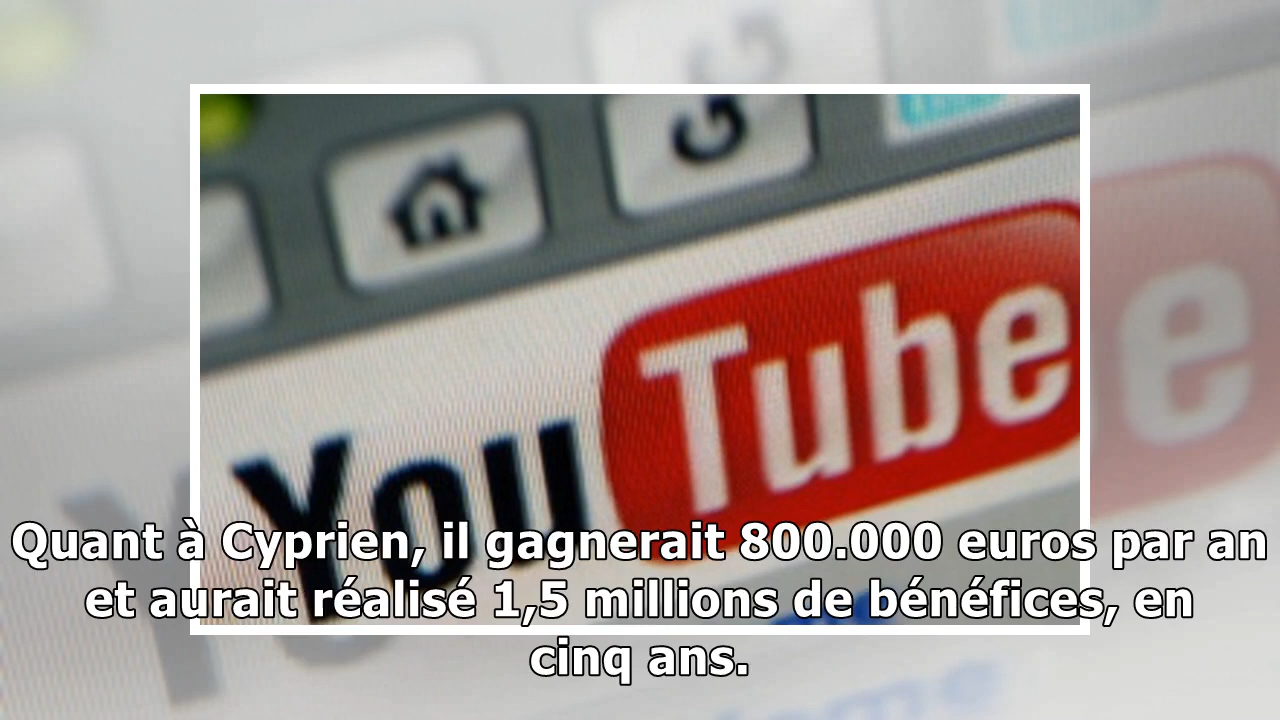 YouTube
Quant à Cyprien, il gagnerait 800.000 euros par an
et aurait réalisé 1,5 millions de bénéfices, en
cinq ans.